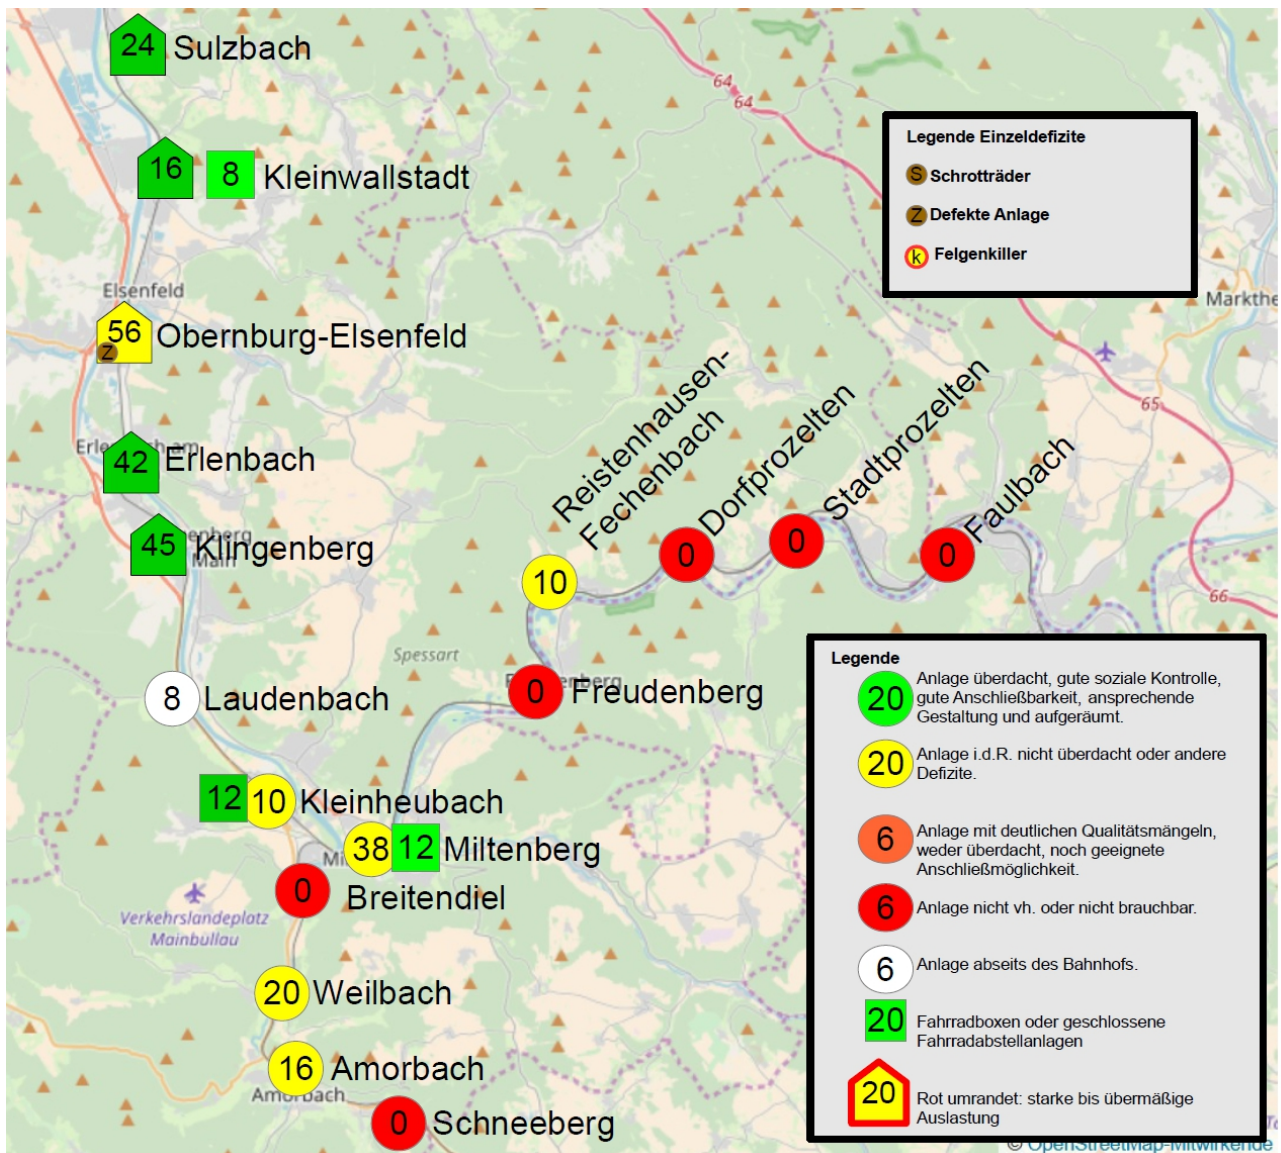 24 Sulzbach
64
64
Legende Einzeldefizite
S Schrotträder
Z Defekte Anlage
k Felgenkiller
16 8 Kleinwallstadt
Elsenfeld
Markthe
56 Z Obernburg-Elsenfeld
65
Reistenhausen-
Fechenbach
Dorfprozelten
Stadtprozelten
Faulbach
42 Erlenbach
45 Klingenberg
Main
10
0
0
0
66
Spessart
8 Laudenbach
0 Freudenberg
12 10 Kleinheubach
38 12 Miltenberg
0 Breitendiel
Verkehrslandeplatz
Mainbullau
20 Weilbach
16 Amorbach
Amorbach
0 Schneeberg
Legende
20 Anlage überdacht, gute soziale Kontrolle,
gute Anschließbarkeit, ansprechende
Gestaltung und aufgeräumt.
20 Anlage i.d.R. nicht überdacht oder andere
Defizite.
6 Anlage mit deutlichen Qualitätsmängeln,
weder überdacht, noch geeignete
Anschließmöglichkeit.
6 Anlage nicht vh. oder nicht brauchbar.
6 Anlage abseits des Bahnhofs.
20 Fahrradboxen oder geschlossene
Fahrradabstellanlagen
20 Rot umrandet: starke bis übermäßige
Auslastung
© OpenStreetMap-Mitwirkende